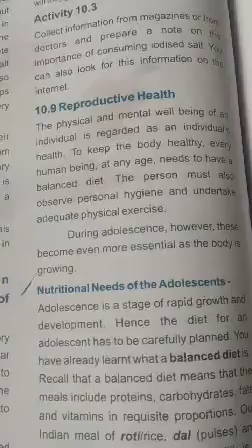 Activity 10.3
Collect information from magazines or from
doctors and prepare a note on the
importance of consuming iodised salt. You
can also look for this information on the
internet.
10.9 Reproductive Health
The physical and mental well being of an
individual is regarded as an individual's
health. To keep the body healthy, every
human being, at any age, needs to have a
balanced diet. The person must also
observe personal hygiene and undertake
adequate physical exercise.
During adolescence, however, these
become even more essential as the body is
growing.
Nutritional Needs of the Adolescents -
Adolescence is a stage of rapid growth and
development. Hence the diet for an
adolescent has to be carefully planned. You
have already learnt what a balanced diet is.
Recall that a balanced diet means that the
meals include proteins, carbohydrates, fats
and vitamins in requisite proportions. Our
Indian meal of roti/rice, dal (pulses) and